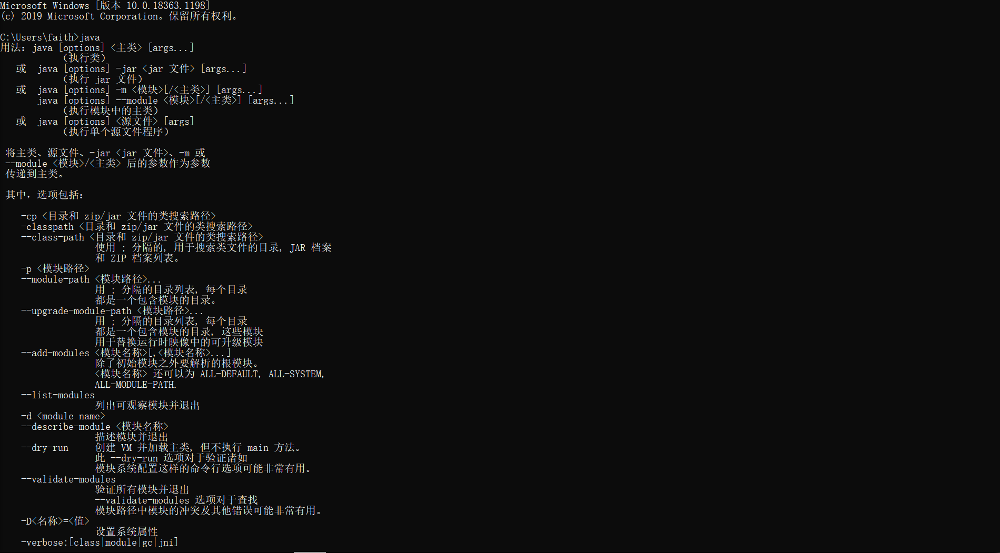 Microsoft Windows [版本 10.0.18363.1198]
(c) 2019 Microsoft Corporation。保留所有权利。
C:\Users\faith>java
用法：java [options] <主类> [args...]
（执行类）
或 java [options] -jar <jar 文件> [args...]
（执行 jar 文件）
或 java [options] -m <模块>[/<主类>] [args...]
java [options] --module <模块>[/<主类>] [args...]
（执行模块中的主类）
或 java [options] <源文件> [args]
（执行单个源文件程序）
将主类、源文件、-jar <jar 文件>、-m 或
--module <模块>/<主类> 后的参数作为参数
传递到主类。
其中，选项包括：
-cp <目录和 zip/jar 文件的类搜索路径>
-classpath <目录和 zip/jar 文件的类搜索路径>
--class-path <目录和 zip/jar 文件的类搜索路径>
使用 ; 分隔的, 用于搜索类文件的目录, JAR 档案
和 ZIP 档案列表。
-p <模块路径>
--module-path <模块路径>...
用 ; 分隔的目录列表, 每个目录
都是一个包含模块的目录。
--upgrade-module-path <模块路径>...
用 ; 分隔的目录列表, 每个目录
都是一个包含模块的目录, 这些模块
用于替换运行时映像中的可升级模块
--add-modules <模块名称>[,<模块名称>...]
除了初始模块之外要解析的根模块。
<模块名称> 还可以为 ALL-DEFAULT, ALL-SYSTEM,
ALL-MODULE-PATH.
--list-modules
列出可观察模块并退出
-d <module name>
--describe-module <模块名称>
描述模块并退出
--dry-run 创建 VM 并加载主类, 但不执行 main 方法。
此 --dry-run 选项对于验证诸如
模块系统配置这样的命令行选项可能非常有用。
--validate-modules
验证所有模块并退出
--validate-modules 选项对于查找
模块路径中模块的冲突及其他错误可能非常有用。
-D<名称>=<值>
设置系统属性
-verbose:[class|module|gc|jni]